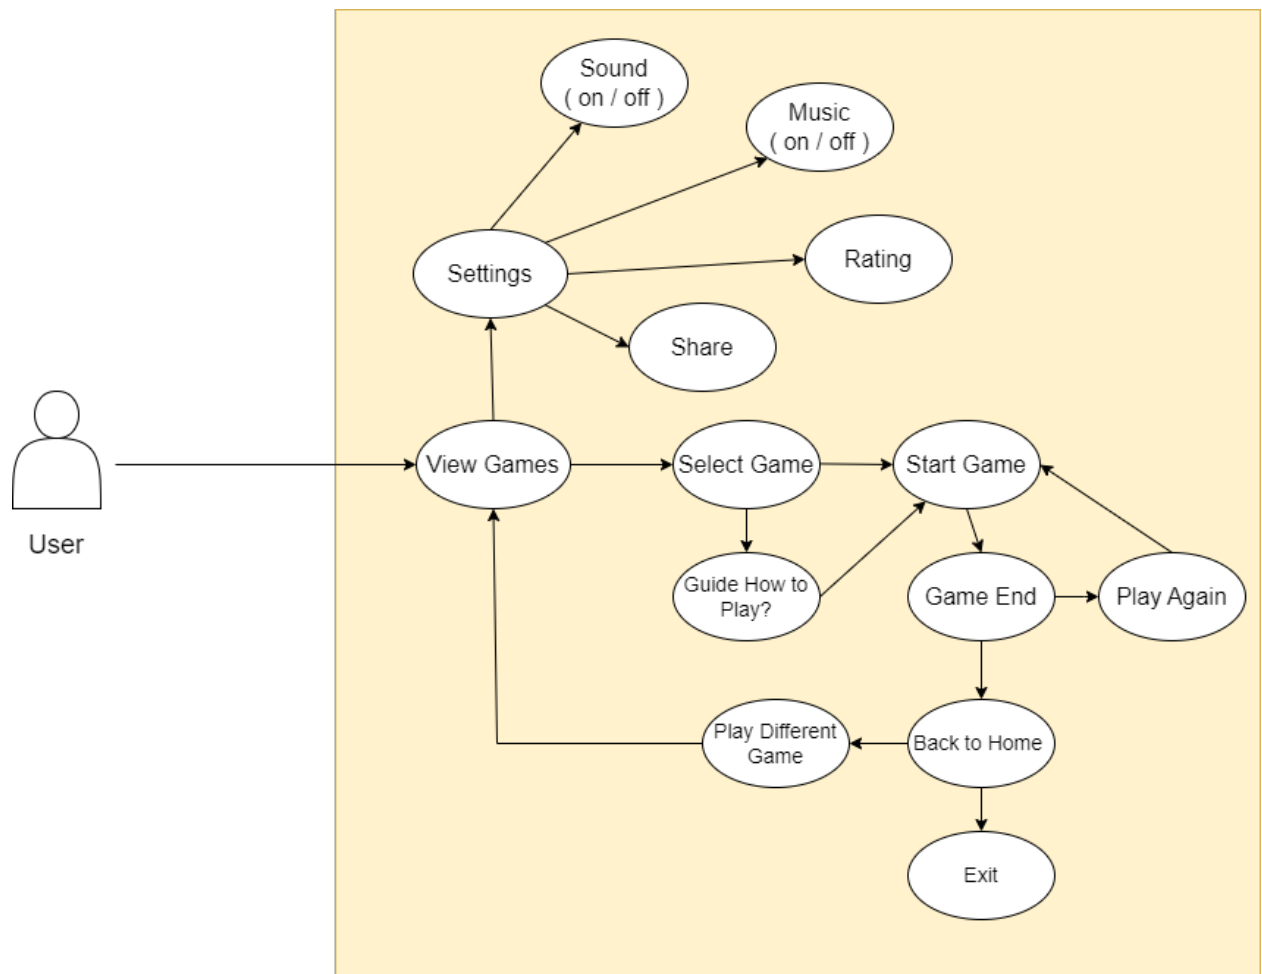 Sound
( on / off )
Music
( on / off )
Rating
Settings
Share
User
View Games
Select Game
Start Game
Guide How to
Play?
Game End
Play Again
Play Different
Game
Back to Home
Exit